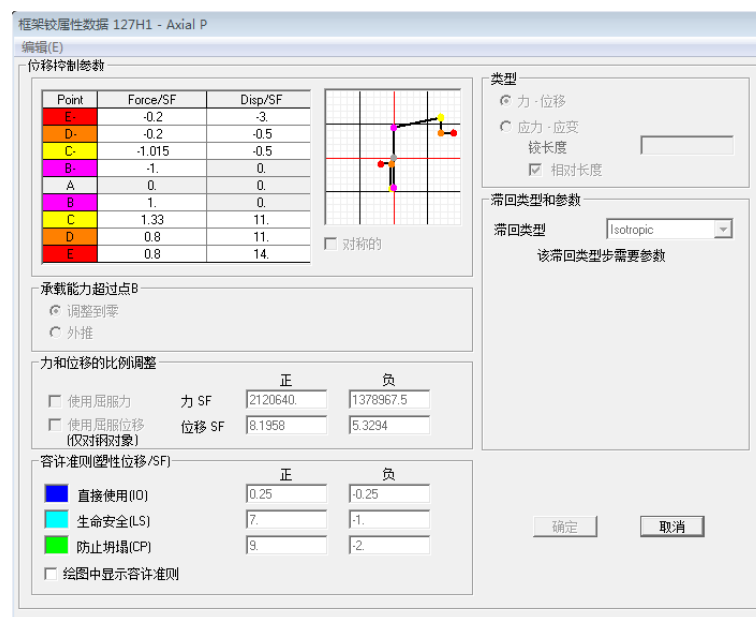 框架铰属性数据 127H1 - Axial P
编辑(E)
位移控制参数
Point Force/SF Disp/SF
E- -0.2 -3.
D- -0.2 -0.5
C- -1.015 -0.5
B- -1. 0.
A 0. 0.
B 1. 0.
C 1.33 11.
D 0.8 11.
E 0.8 14.
对称的
承载能力超过点B
调整到零
外推
力和位移的比例调整
正 负
使用屈服力 力 SF 2120640. 1378967.5
使用屈服位移 位移 SF 8.1958 5.3294
(仅对钢对象)
容许准则(塑性位移/SF)
正 负
直接使用(IO) 0.25 -0.25
生命安全(LS) 7. -1.
防止坍塌(CP) 9. -2.
绘图中显示容许准则
类型
力 - 位移
应力 - 应变
铰长度
相对长度
滞回类型和参数
滞回类型 Isotropic
该滞回类型步需要参数
确定 取消